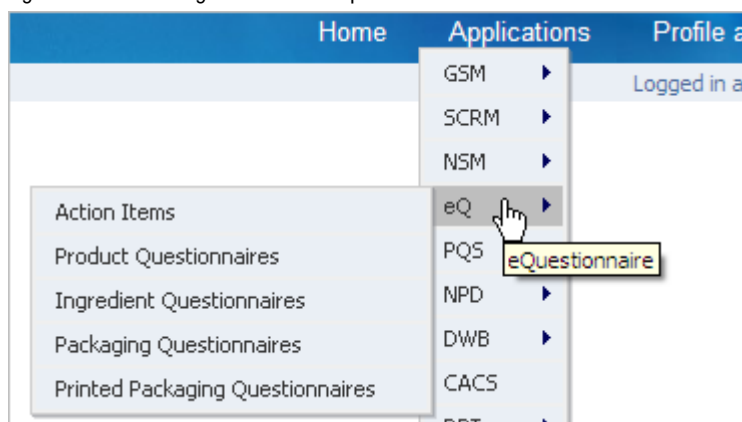 Home Applications Profile a
GSM
Logged in a
SCRM
NSM
eQ
Action Items
PQS
eQuestionnaire
Product Questionnaires
NPD
Ingredient Questionnaires
DWB
Packaging Questionnaires
CACS
Printed Packaging Questionnaires